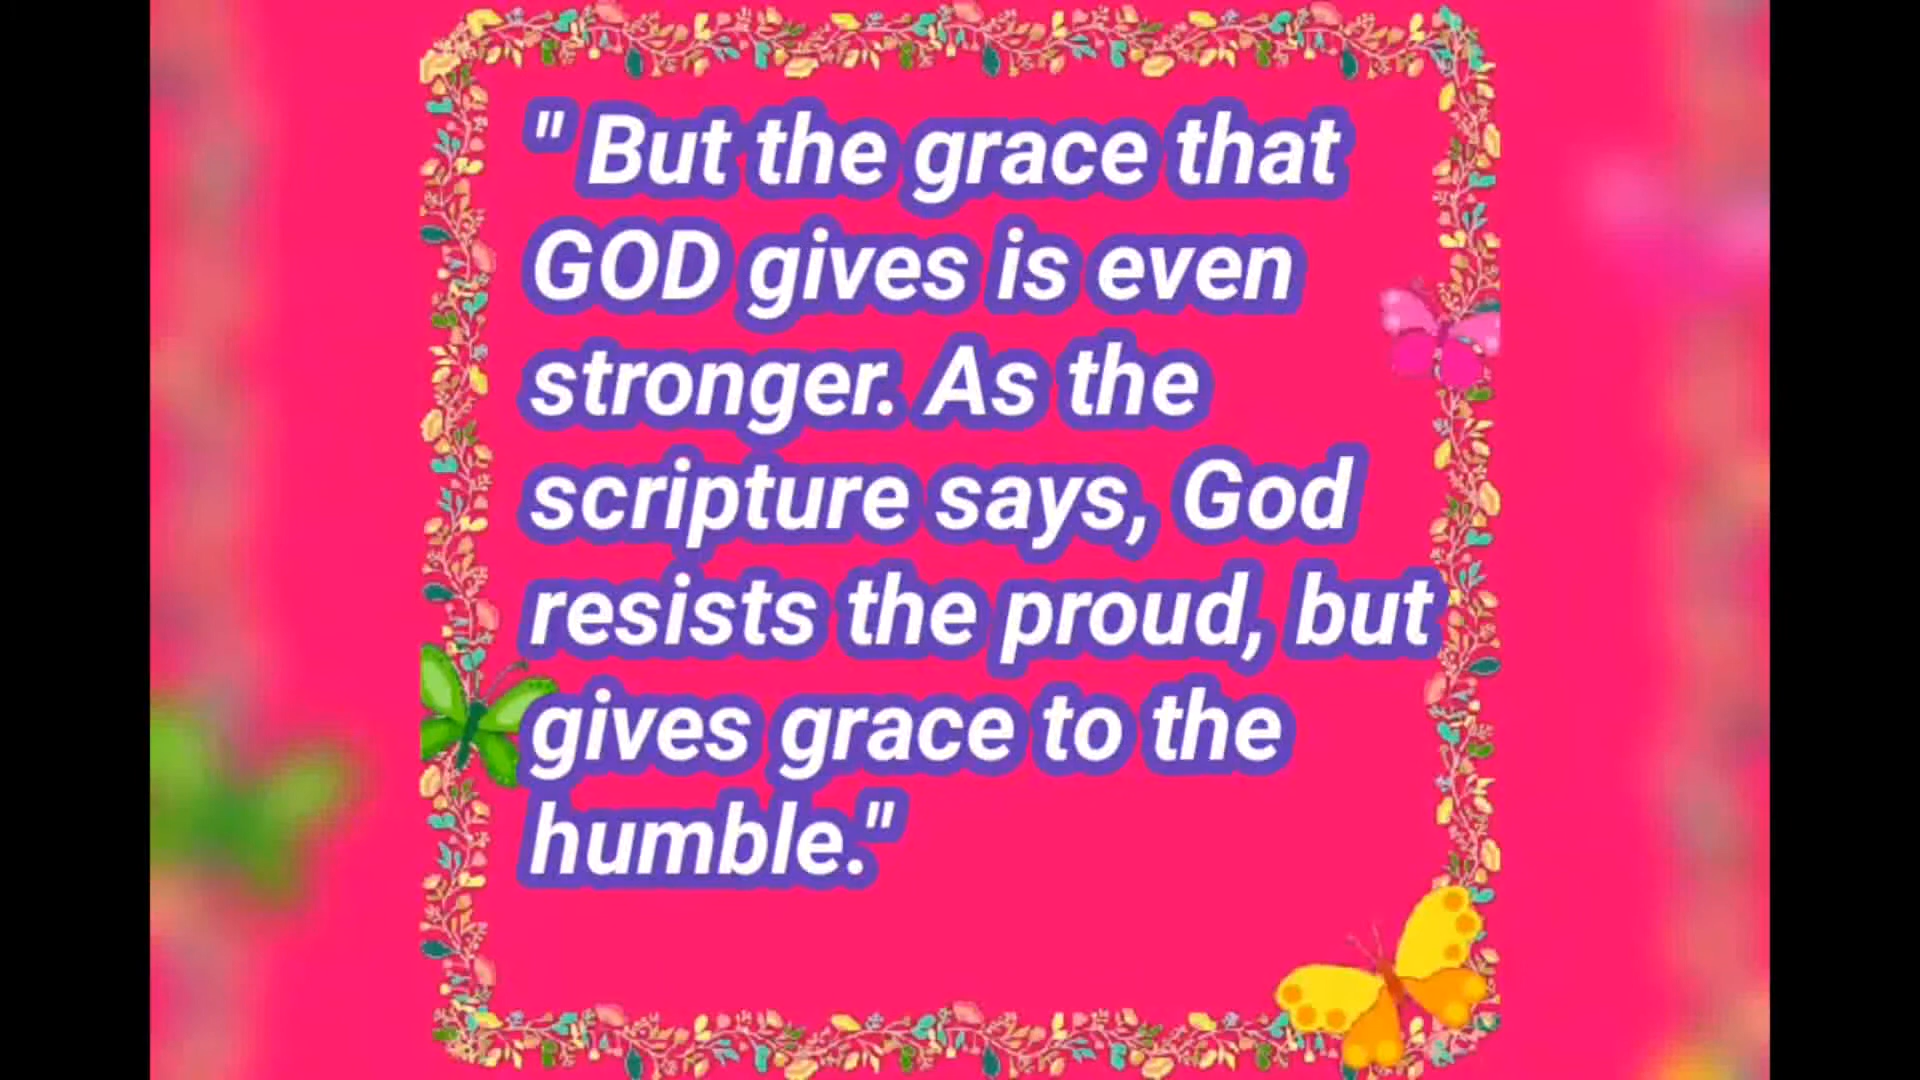 " But the grace that
GOD gives is even
stronger. As the
scripture says, God
resists the proud, but
gives grace to the
humble."